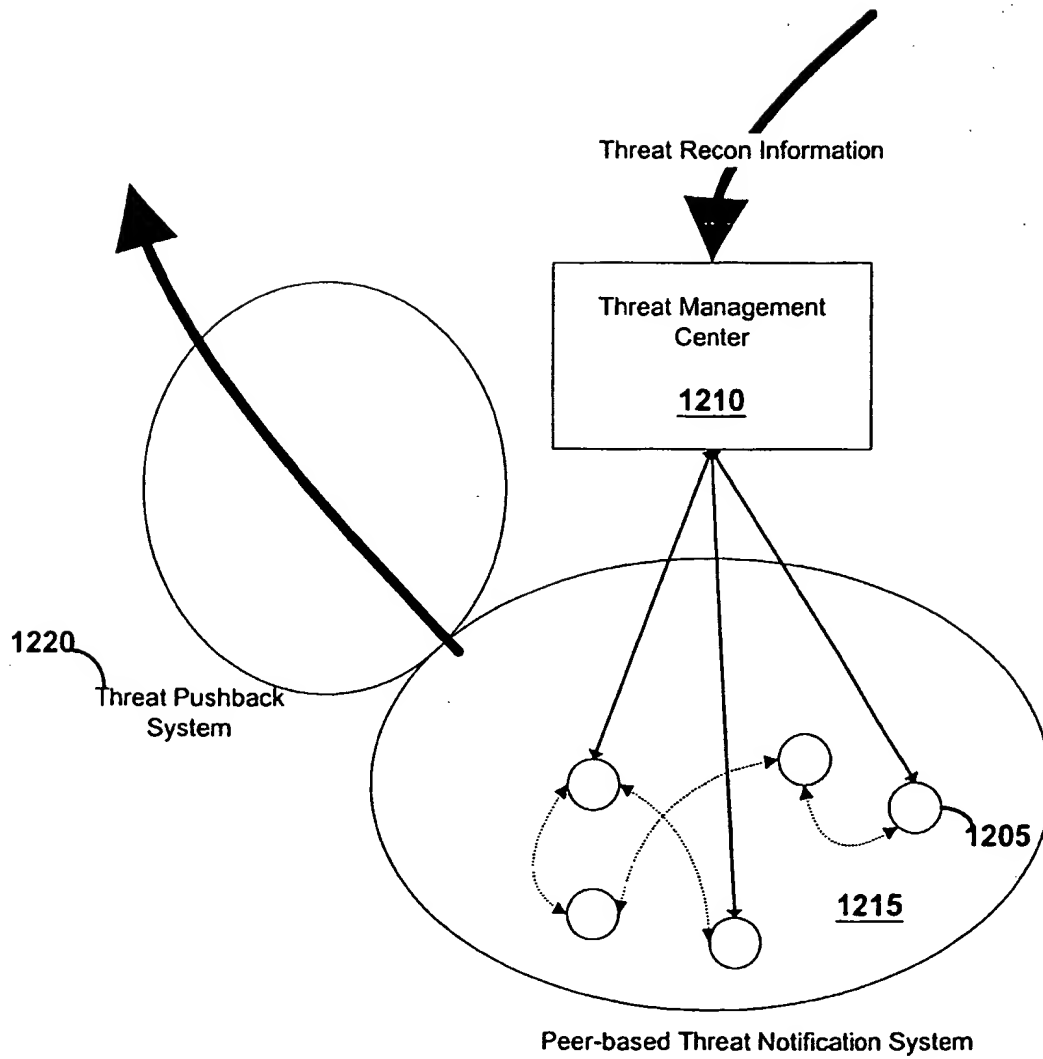 Threat Recon Information
Threat Management
Center
1210
1220
Threat Pushback
System
1205
1215
Peer-based Threat Notification System